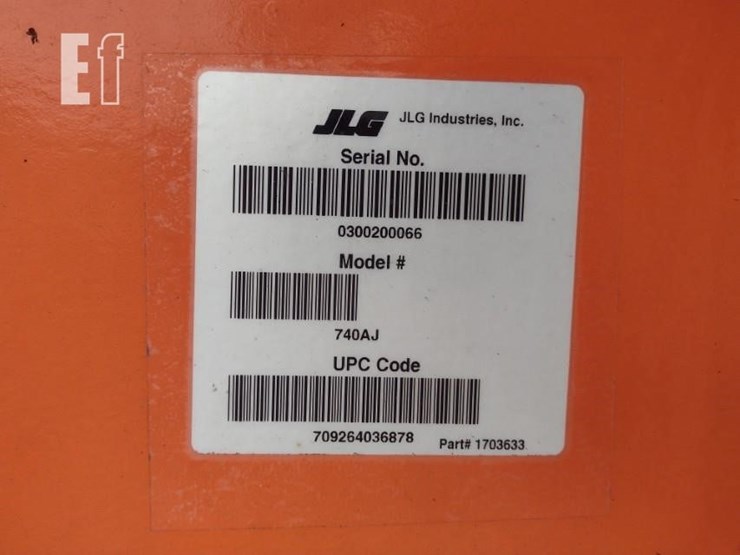 Ef
JLG JLG Industries, Inc.
Serial No.
0300200066
Model #
740AJ
UPC Code
709264036878 Part# 1703633